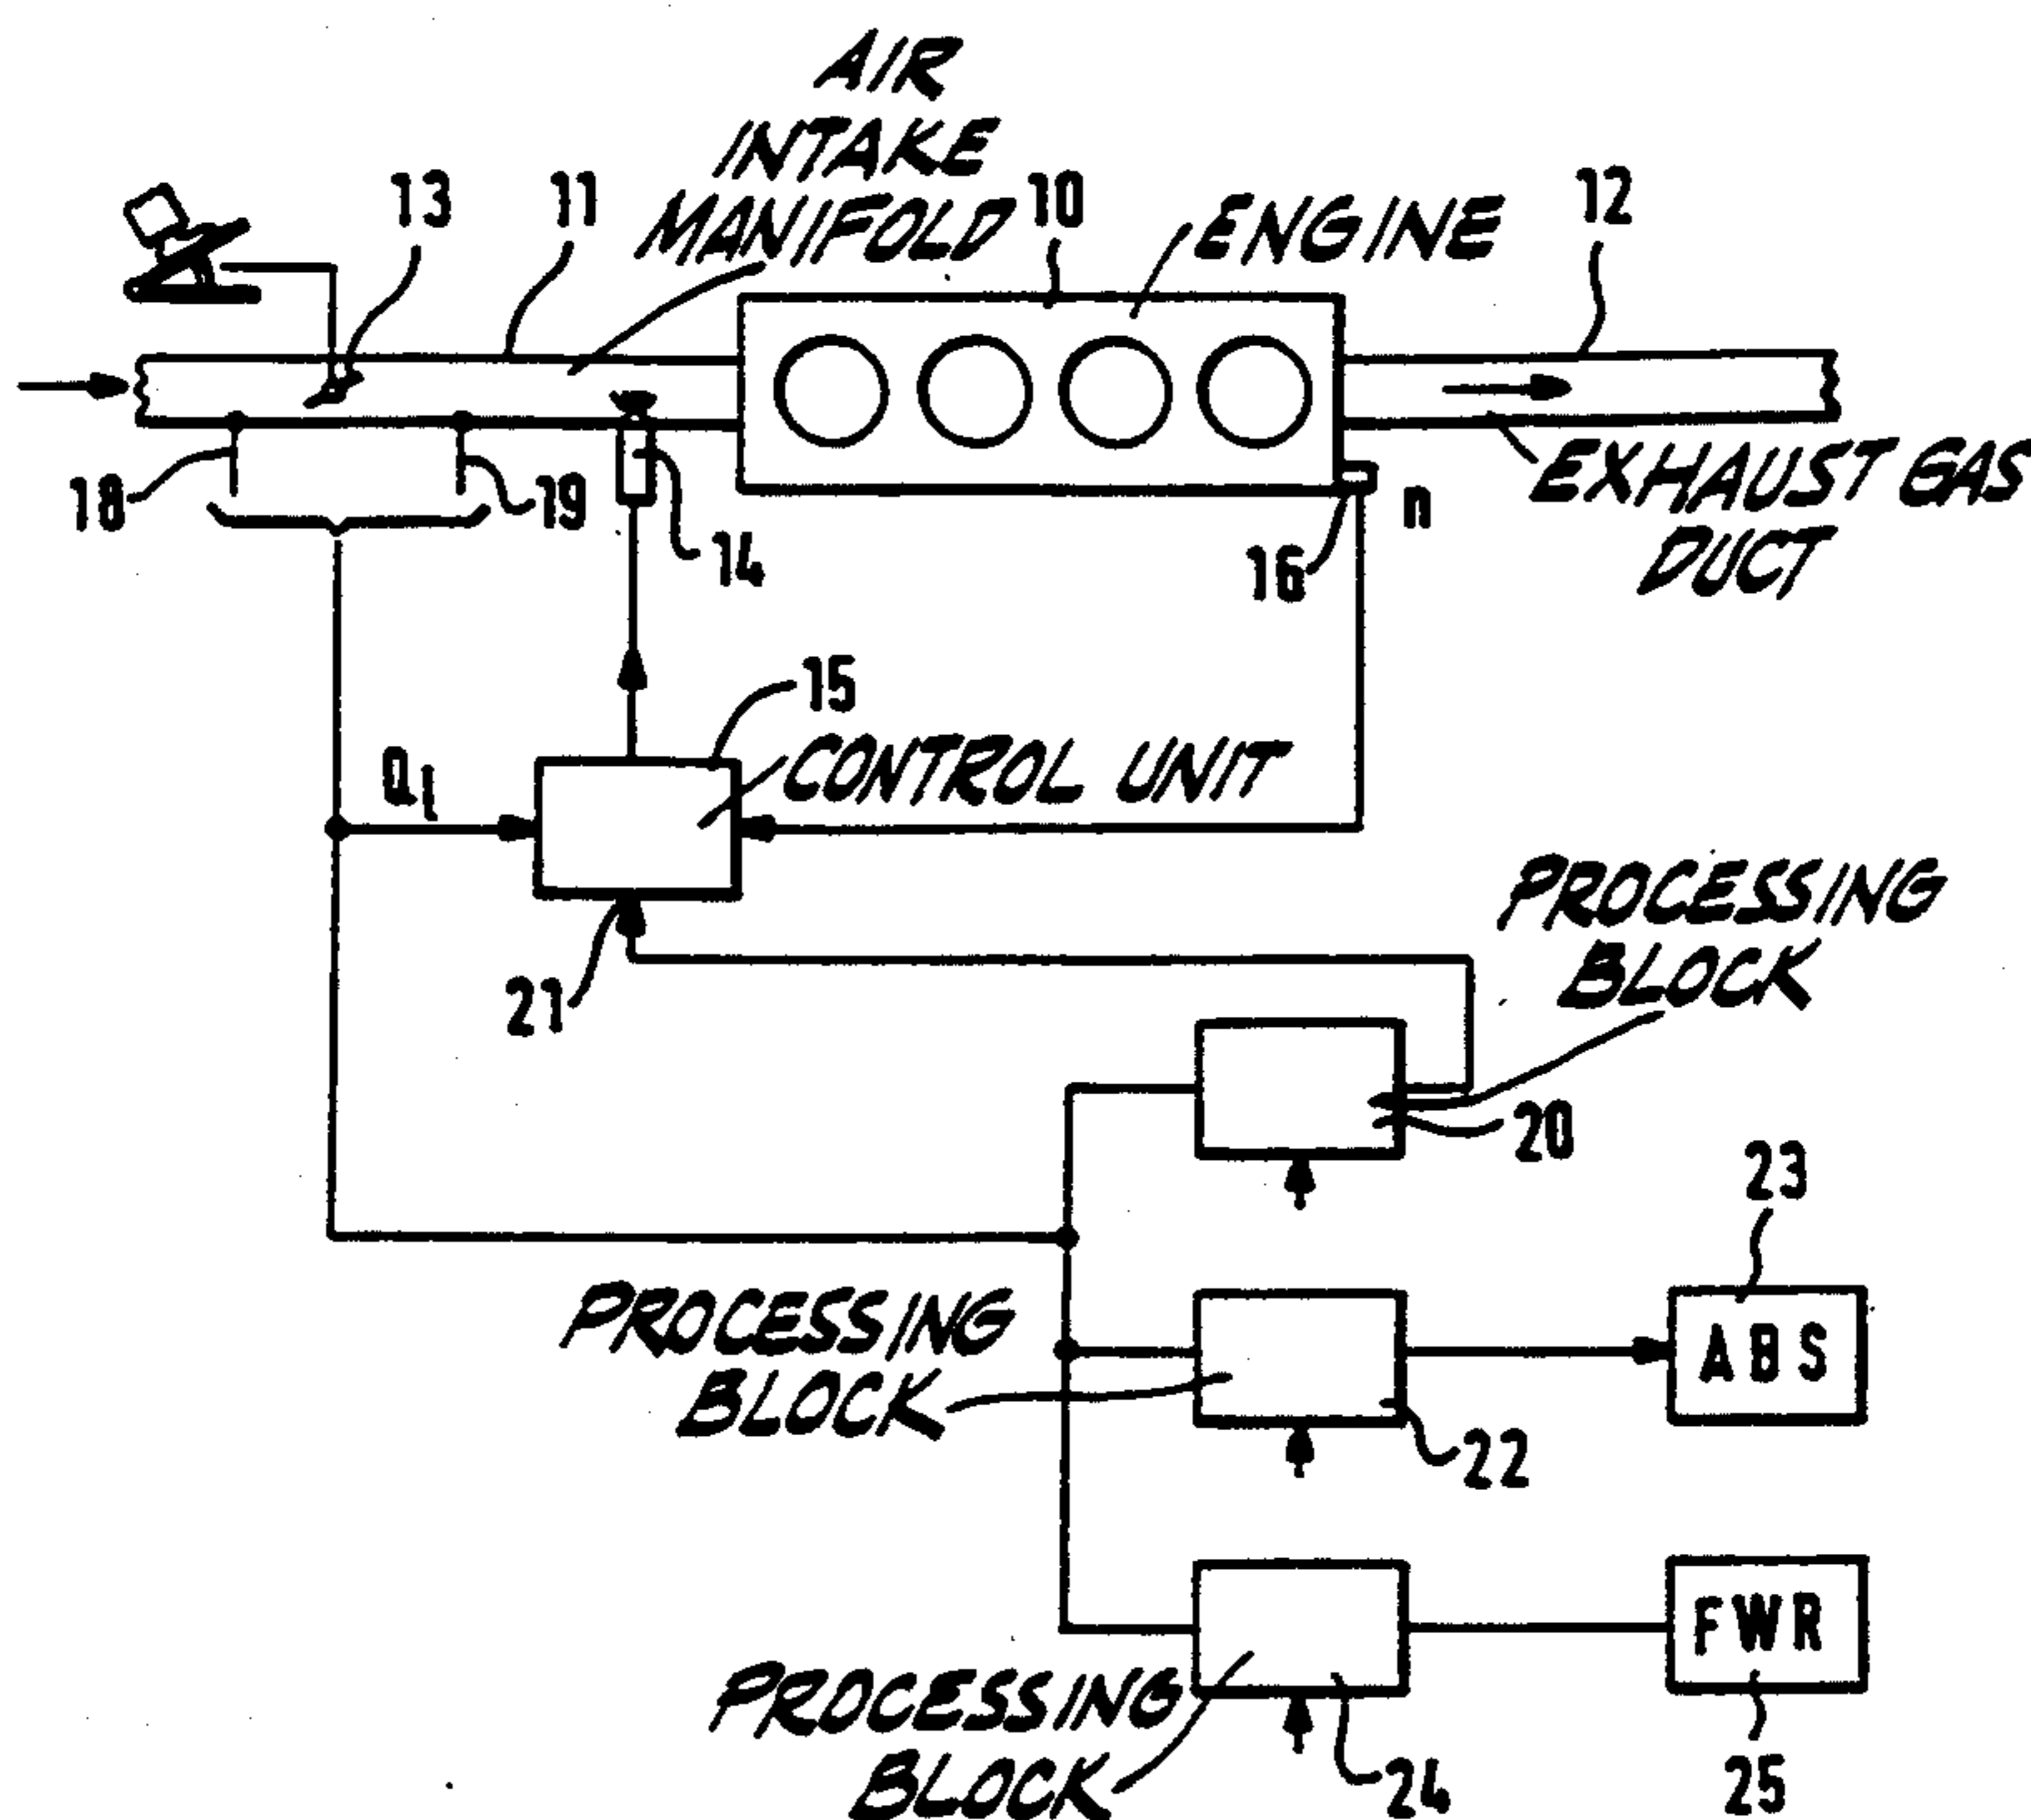 AIR
INTAKE
MANIFOLD
13
11
10
ENGINE
12
18
19
14
16
n
EXHAUST GAS
DUCT
15
CONTROL UNIT
Q1
21
PROCESSING
BLOCK
20
23
PROCESSING
BLOCK
ABS
22
FWR
PROCESSING
BLOCK
24
25